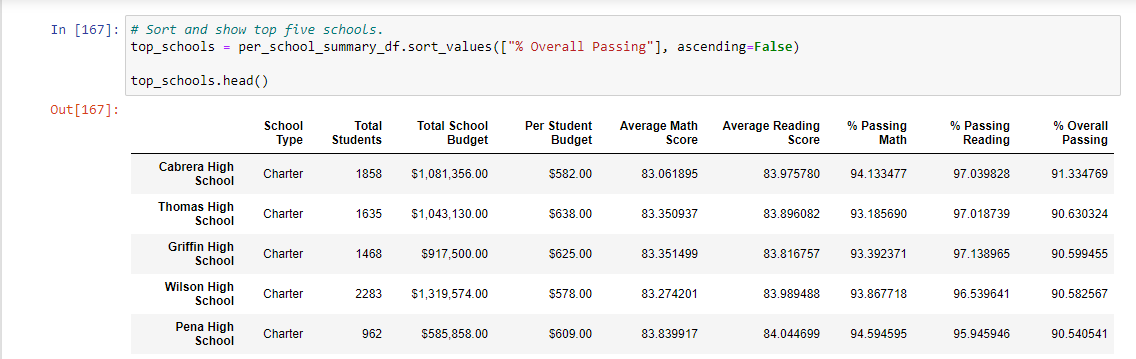 In [167]: # Sort and show top five schools.
top_schools = per_school_summary_df.sort_values(["% Overall Passing"], ascending=False)
top_schools.head()
Out[167]:
School Type Total Students Total School Budget Per Student Budget Average Math Score Average Reading Score % Passing Math % Passing Reading % Overall Passing
Cabrera High School Charter 1858 $1,081,356.00 $582.00 83.061895 83.975780 94.133477 97.039828 91.334769
Thomas High School Charter 1635 $1,043,130.00 $638.00 83.350937 83.896082 93.185690 97.018739 90.630324
Griffin High School Charter 1468 $917,500.00 $625.00 83.351499 83.816757 93.392371 97.138965 90.599455
Wilson High School Charter 2283 $1,319,574.00 $578.00 83.274201 83.989488 93.867718 96.539641 90.582567
Pena High School Charter 962 $585,858.00 $609.00 83.839917 84.044699 94.594595 95.945946 90.540541